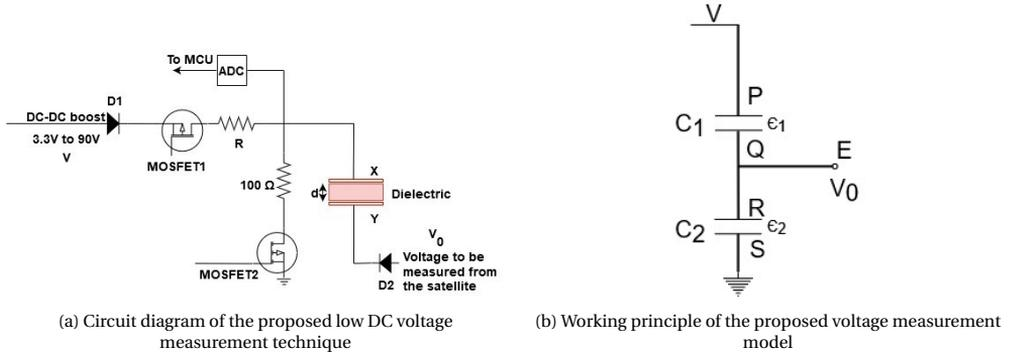 To MCU
ADC
D1
DC-DC boost
3.3V to 90V
V
MOSFET1
R
100 Ω
X
d
Dielectric
Y
V0
Voltage to be
measured from
the satellite
D2
MOSFET2
(a) Circuit diagram of the proposed low DC voltage
measurement technique
V
P
C1
ϵ1
Q
E
V0
R
C2
ϵ2
S
(b) Working principle of the proposed voltage measurement
model